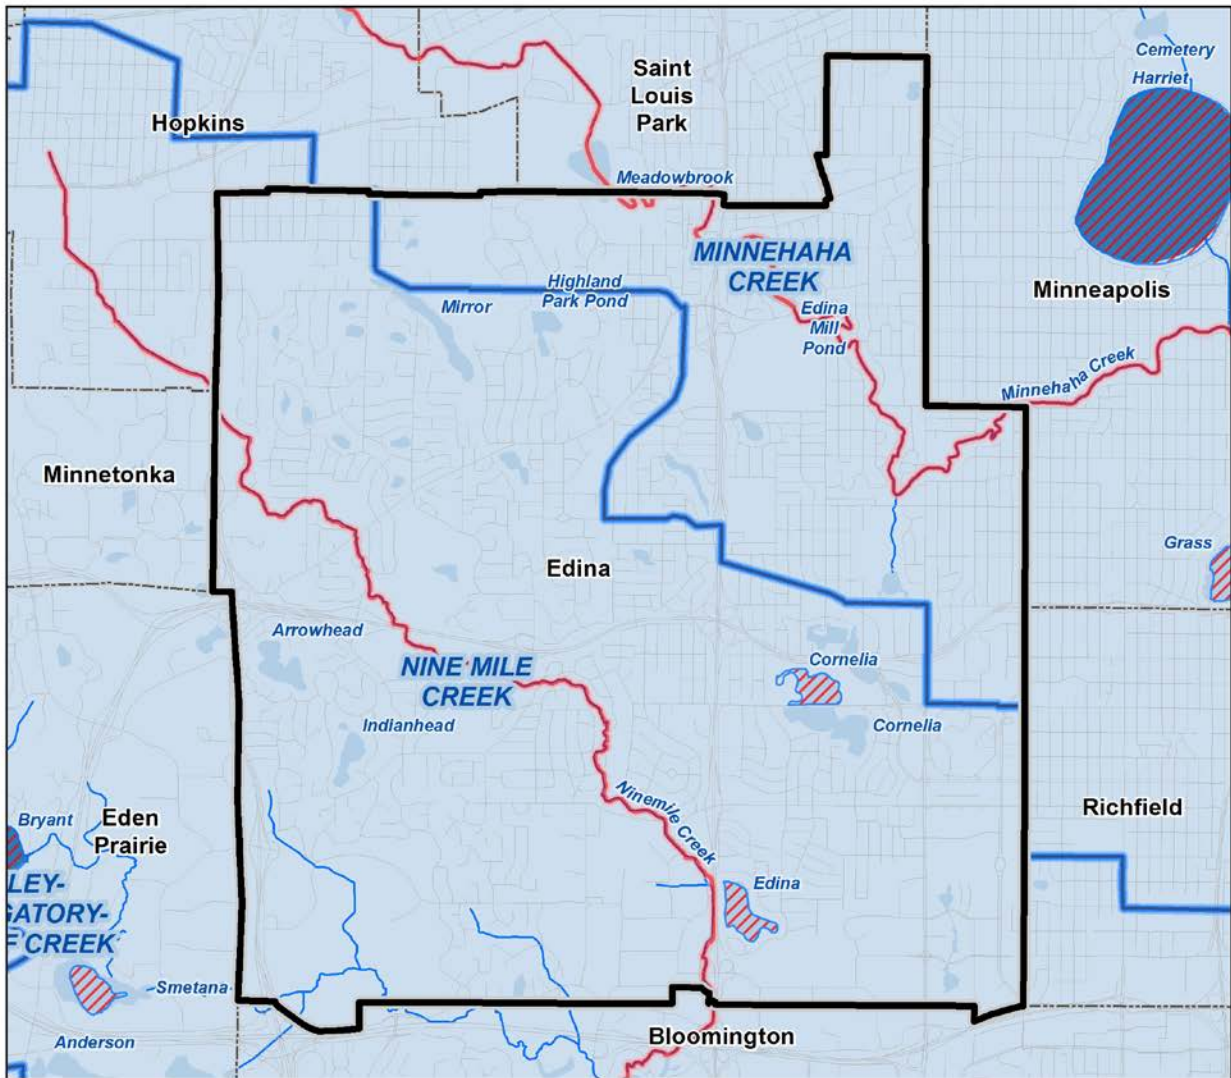 Cemetery
Harriet
Saint
Louis
Park
Hopkins
Meadowbrook
MINNEHAHA
CREEK
Minneapolis
Highland
Park Pond
Mirror
Edina
Mill
Pond
Minnehaha Creek
Minnetonka
Grass
Edina
Arrowhead
NINE MILE
CREEK
Cornelia
Indianhead
Cornelia
Ninemile Creek
Richfield
Bryant
Eden
Prairie
Edina
LEY-
GATORY-
F CREEK
Smetana
Anderson
Bloomington